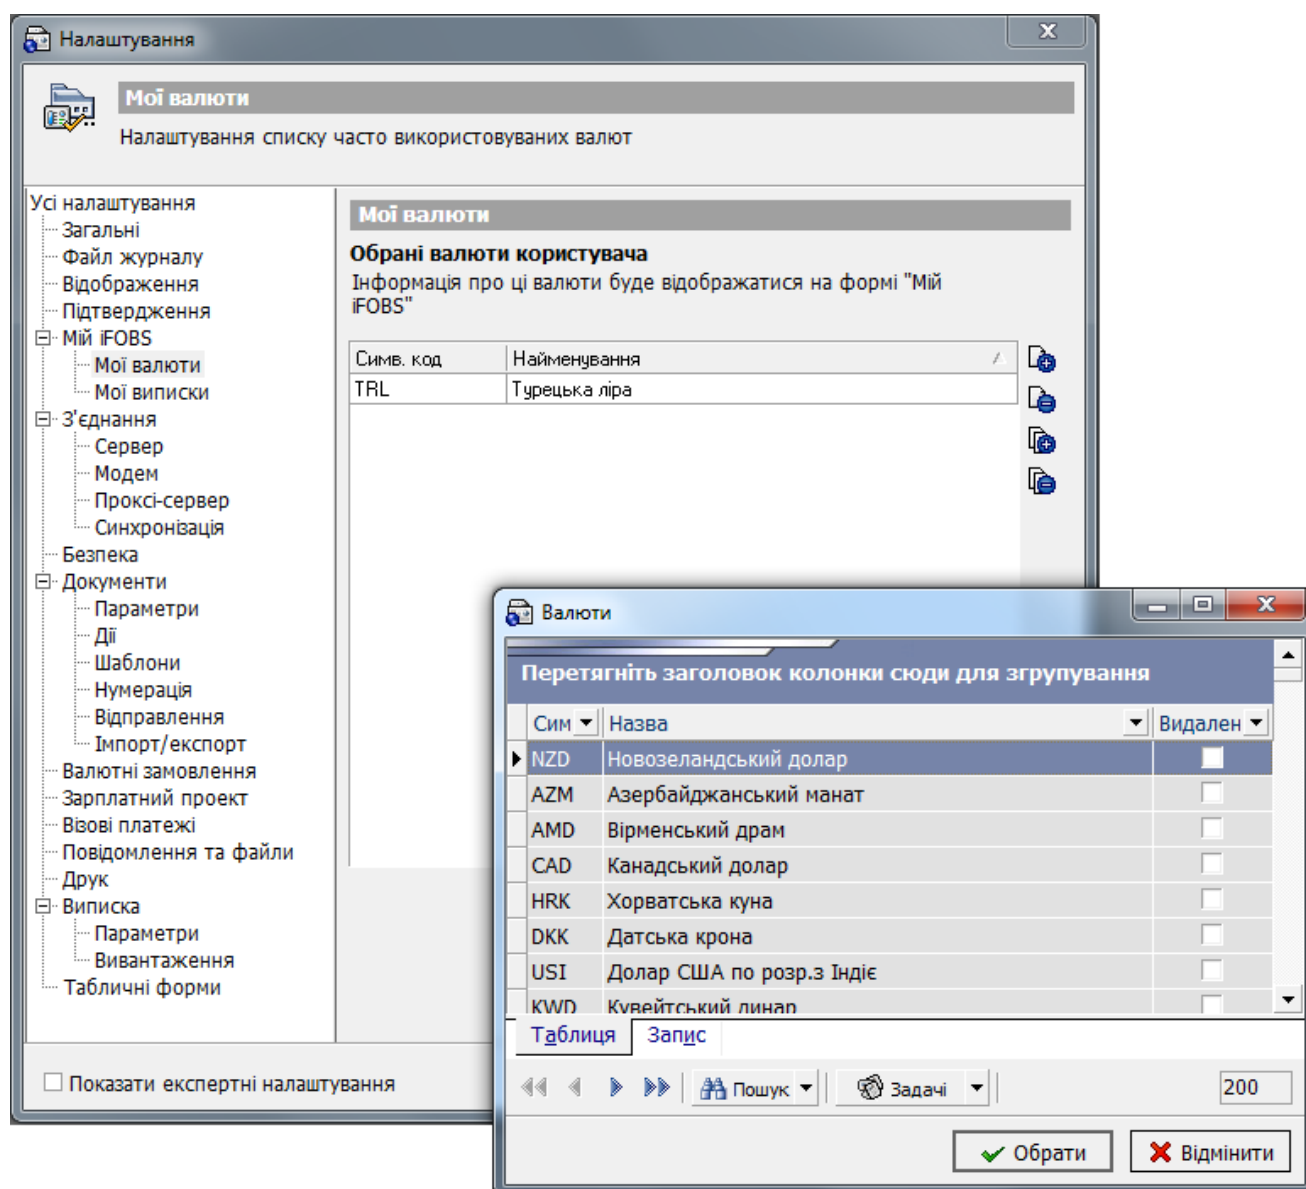 Налаштування
Мої валюти
Налаштування списку часто використовуваних валют
Усі налаштування
Загальні
Файл журналу
Відображення
Підтвердження
Мій iFOBS
Мої валюти
Мої виписки
З'єднання
Сервер
Модем
Проксі-сервер
Синхронізація
Безпека
Документи
Параметри
Дії
Шаблони
Нумерація
Відправлення
Імпорт/експорт
Валютні замовлення
Зарплатний проект
Візові платежі
Повідомлення та файли
Друк
Виписка
Параметри
Вивантаження
Табличні форми
Показати експертні налаштування
Мої валюти
Обрані валюти користувача
Інформація про ці валюти буде відображатися на формі "Мій
iFOBS"
Симв. код Найменування
TRL Турецька ліра
Валюти
Перетягніть заголовок колонки сюди для згрупування
Сим Назва Видален
NZD Новозеландський долар
AZM Азербайджанський манат
AMD Вірменський драм
CAD Канадський долар
HRK Хорватська куна
DKK Датська крона
USI Долар США по розр.з Індіє
KWD Кувейтський динар
Таблиця Запис
Пошук Задачі 200
Обрати Відмінити